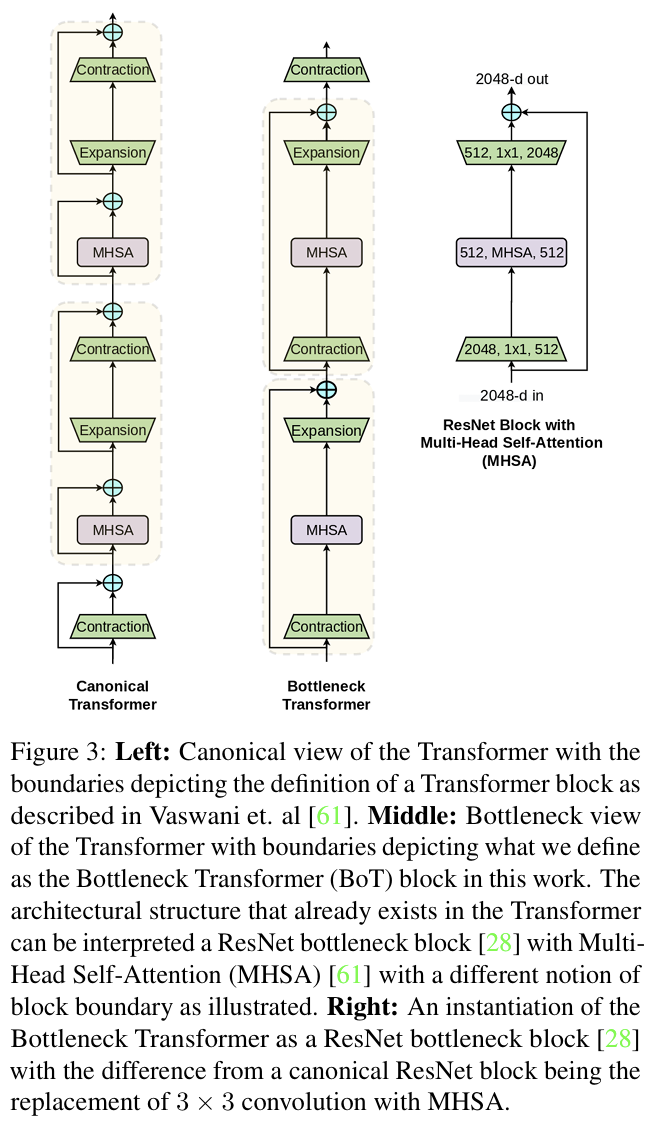 Contraction
Expansion
MHSA
Contraction
Expansion
MHSA
Contraction
Canonical
Transformer
Contraction
Expansion
MHSA
Contraction
Expansion
MHSA
Contraction
Bottleneck
Transformer
2048-d out
512, 1x1, 2048
512, MHSA, 512
2048, 1x1, 512
2048-d in
ResNet Block with
Multi-Head Self-Attention
(MHSA)
Figure 3: Left: Canonical view of the Transformer with the
boundaries depicting the definition of a Transformer block as
described in Vaswani et. al [61]. Middle: Bottleneck view
of the Transformer with boundaries depicting what we define
as the Bottleneck Transformer (BoT) block in this work. The
architectural structure that already exists in the Transformer
can be interpreted a ResNet bottleneck block [28] with Multi-
Head Self-Attention (MHSA) [61] with a different notion of
block boundary as illustrated. Right: An instantiation of the
Bottleneck Transformer as a ResNet bottleneck block [28]
with the difference from a canonical ResNet block being the
replacement of 3 × 3 convolution with MHSA.